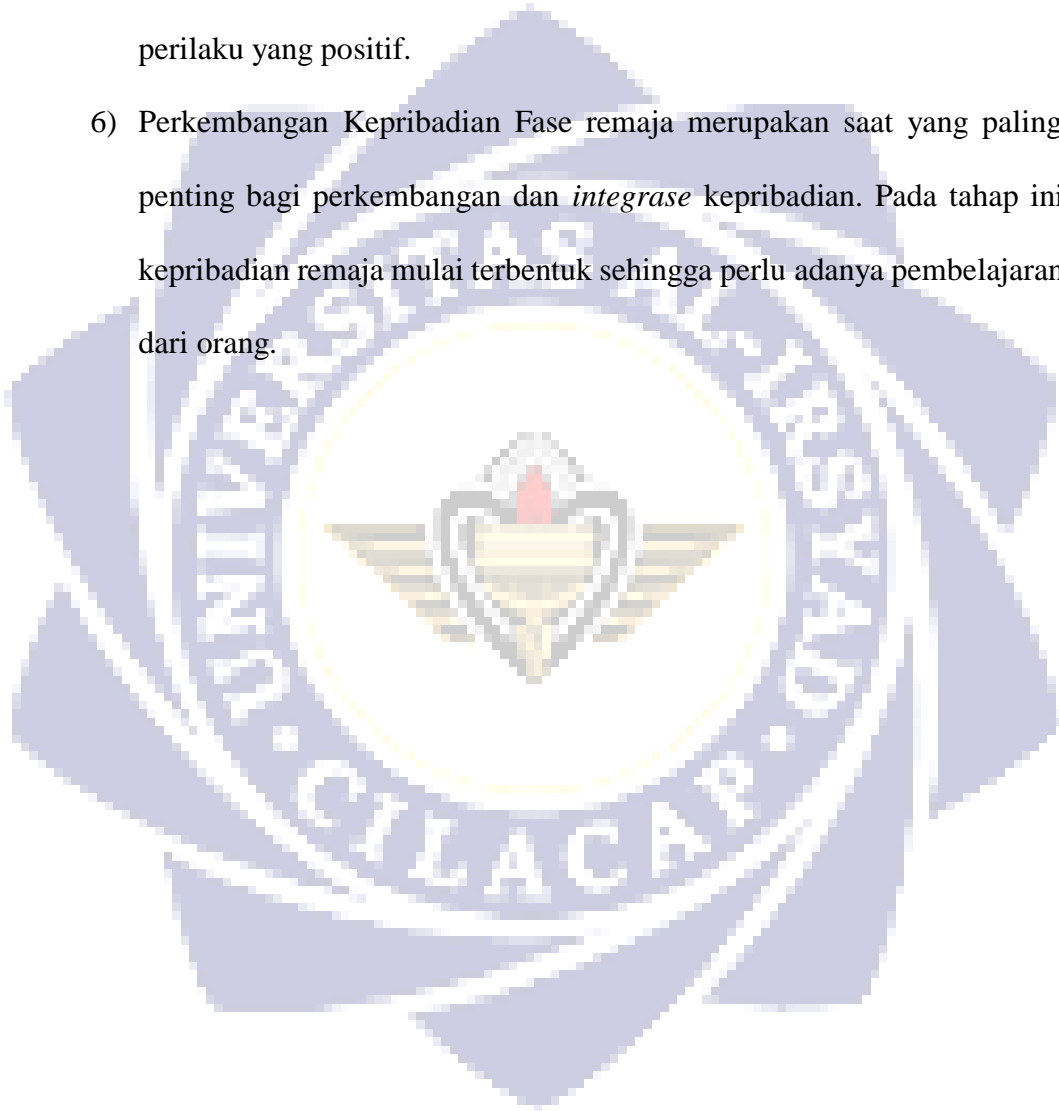 perilaku yang positif.
6) Perkembangan Kepribadian Fase remaja merupakan saat yang paling
penting bagi perkembangan dan integrase kepribadian. Pada tahap ini
kepribadian remaja mulai terbentuk sehingga perlu adanya pembelajaran
dari orang.
UNIVERSITAS AL-IRSYAD
• CILACAP •